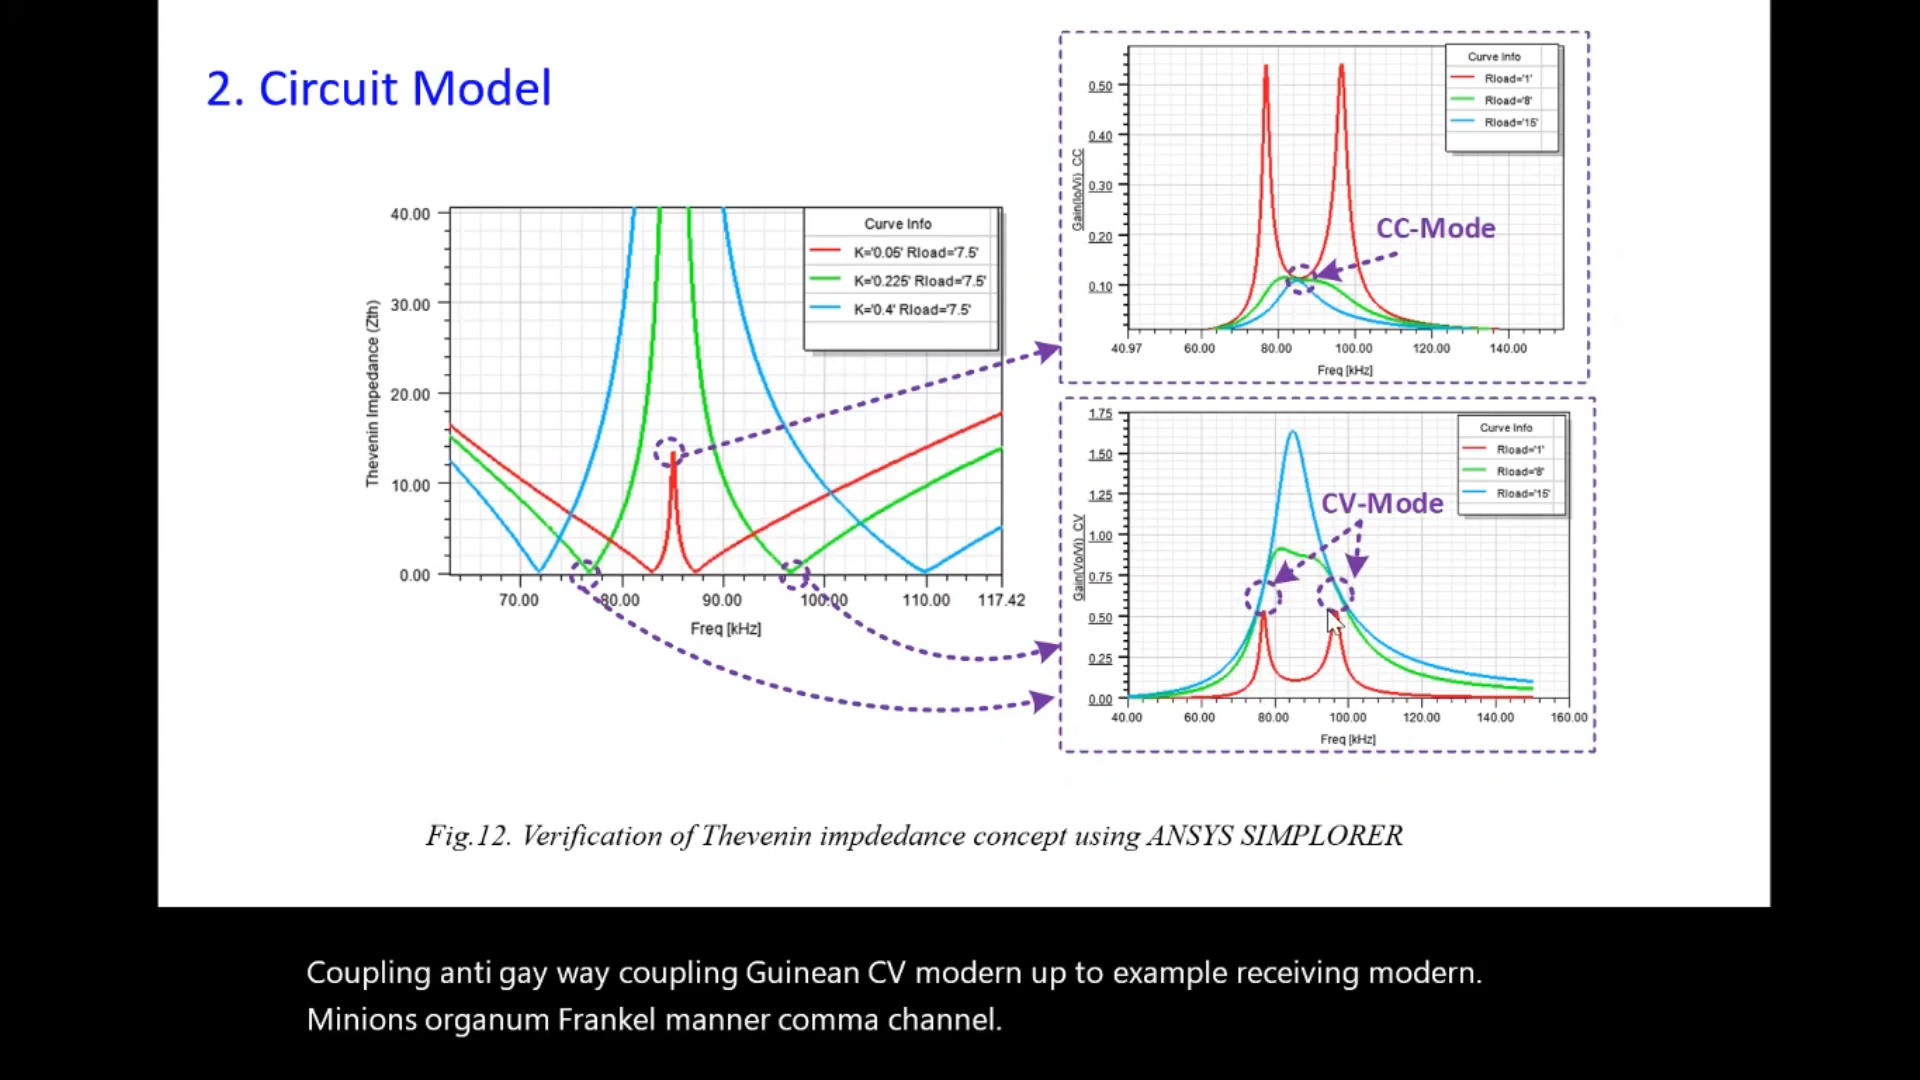 2. Circuit Model
40.00
30.00
20.00
10.00
0.00
Thevenin Impedance (Zth)
70.00 80.00 90.00 100.00 110.00 117.42
Freq [kHz]
Curve Info
K='0.05' Rload='7.5'
K='0.225' Rload='7.5'
K='0.4' Rload='7.5'
0.50
0.40
0.30
0.20
0.10
Gain(Io/Vi)_CC
40.97 60.00 80.00 100.00 120.00 140.00
Freq [kHz]
Curve Info
Rload='1'
Rload='8'
Rload='15'
CC-Mode
1.75
1.50
1.25
1.00
0.75
0.50
0.25
0.00
Gain(Vo/Vi)_CV
40.00 60.00 80.00 100.00 120.00 140.00 160.00
Freq [kHz]
Curve Info
Rload='1'
Rload='8'
Rload='15'
CV-Mode
Fig.12. Verification of Thevenin impdedance concept using ANSYS SIMPLORER
Coupling anti gay way coupling Guinean CV modern up to example receiving modern.
Minions organum Frankel manner comma channel.